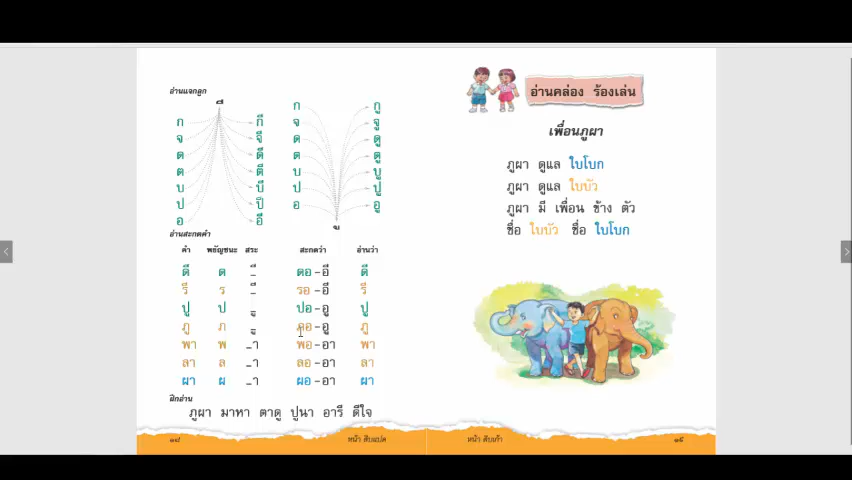 อ่านแจกลูก
ก กี
จ จี
ด ดี
ต ตี
บ บี
ป ปี
อ อี
ก กู
จ จู
ด ดู
ต ตู
บ บู
ป ปู
อ อู
อ่านสะกดคำ
คำ พยัญชนะ สระ สะกดว่า อ่านว่า
ดี ด -ี ดอ - อี ดี
รี ร -ี รอ - อี รี
ปู ป -ู ปอ - อู ปู
ภู ภ -ู ภอ - อู ภู
พา พ -า พอ - อา พา
ลา ล -า ลอ - อา ลา
ผา ผ -า ผอ - อา ผา
ฝึกอ่าน
ภูผา มาหา ตาดู ปูนา อารี ดีใจ
๑๘ หน้า สิบแปด
อ่านคล่อง ร้องเล่น
เพื่อนภูผา
ภูผา ดูแล ใบโบก
ภูผา ดูแล ใบบัว
ภูผา มี เพื่อน ข้าง ตัว
ชื่อ ใบบัว ชื่อ ใบโบก
หน้า สิบเก้า ๑๙